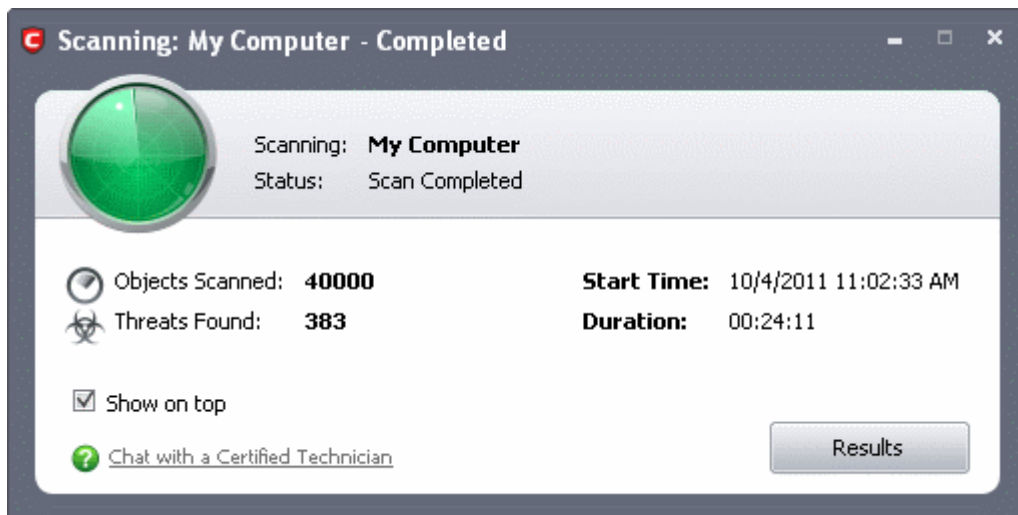 Scanning: My Computer - Completed
Scanning: My Computer
Status: Scan Completed
Objects Scanned: 40000
Threats Found: 383
Start Time: 10/4/2011 11:02:33 AM
Duration: 00:24:11
Show on top
Chat with a Certified Technician
Results